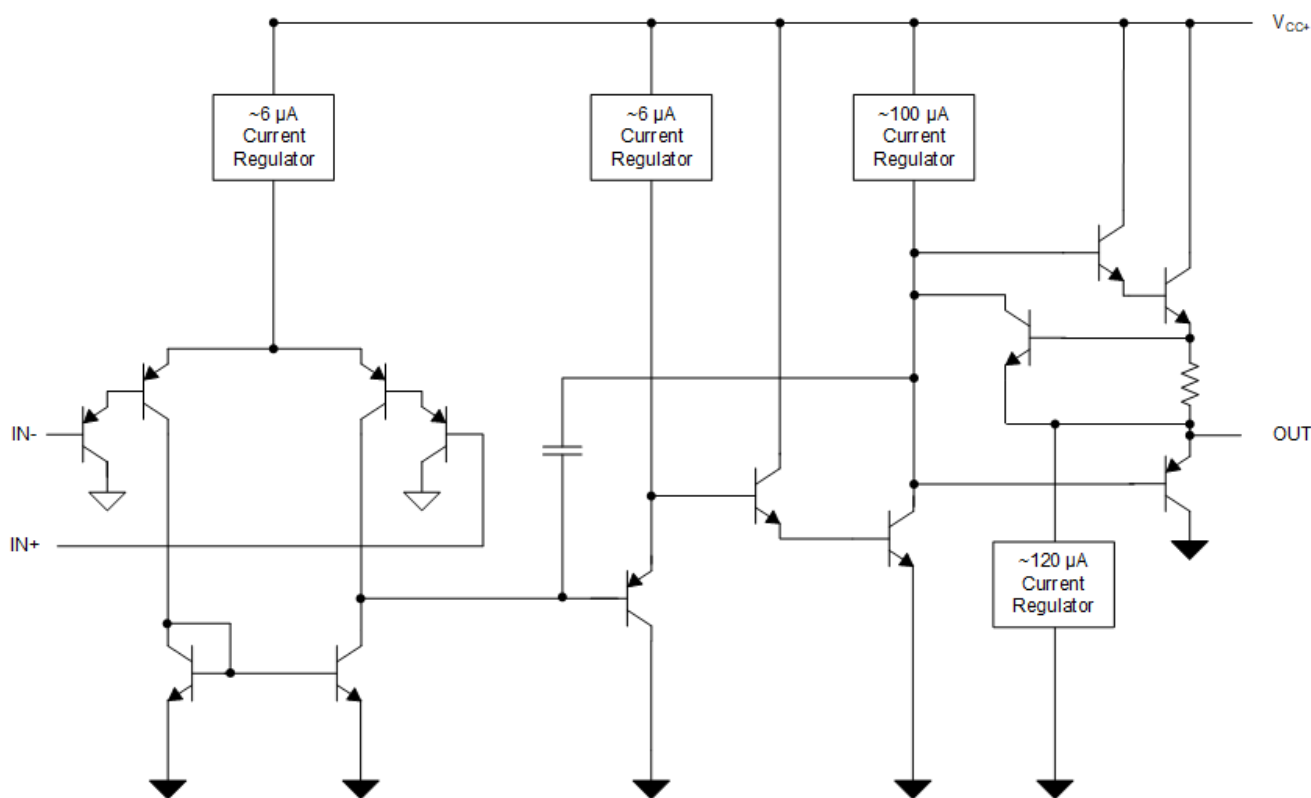 V_CC+
~6 µA
Current
Regulator
~6 µA
Current
Regulator
~100 µA
Current
Regulator
IN-
OUT
IN+
~120 µA
Current
Regulator